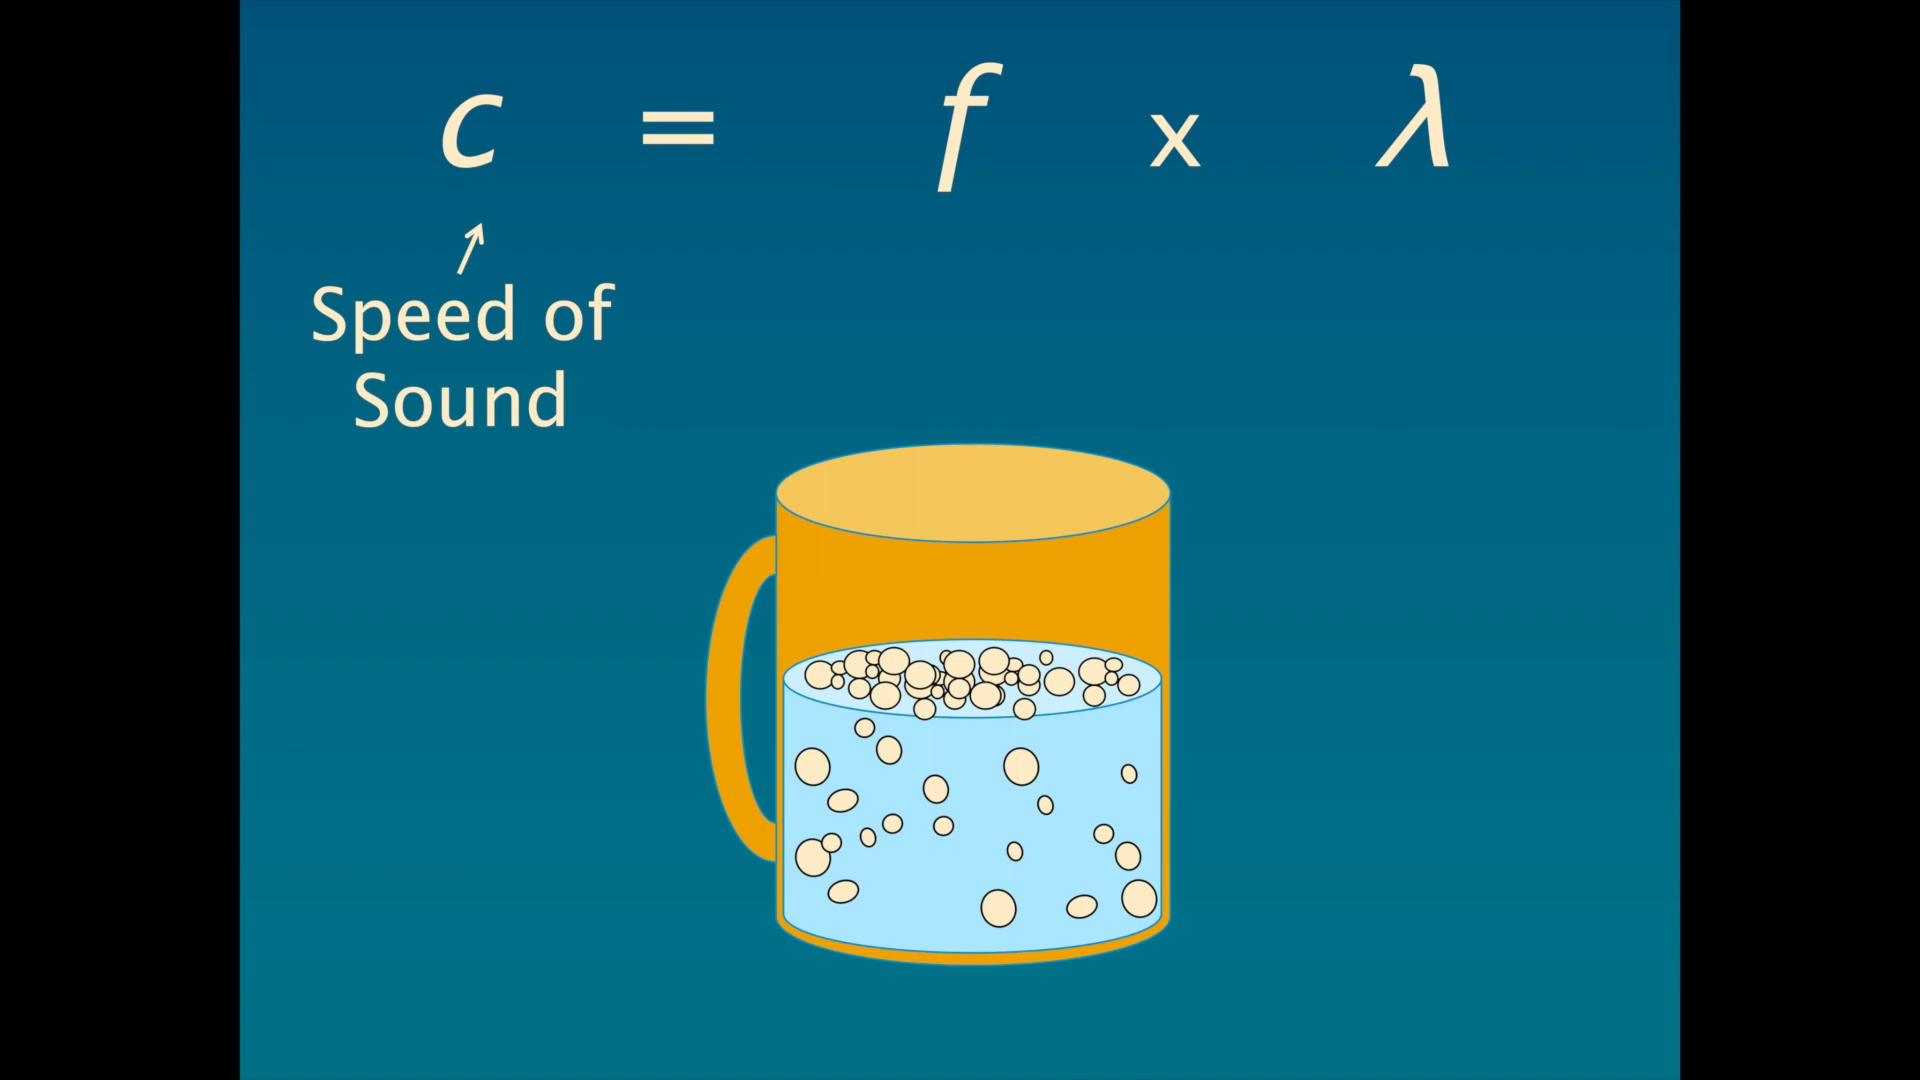 c = f x λ
Speed of
Sound